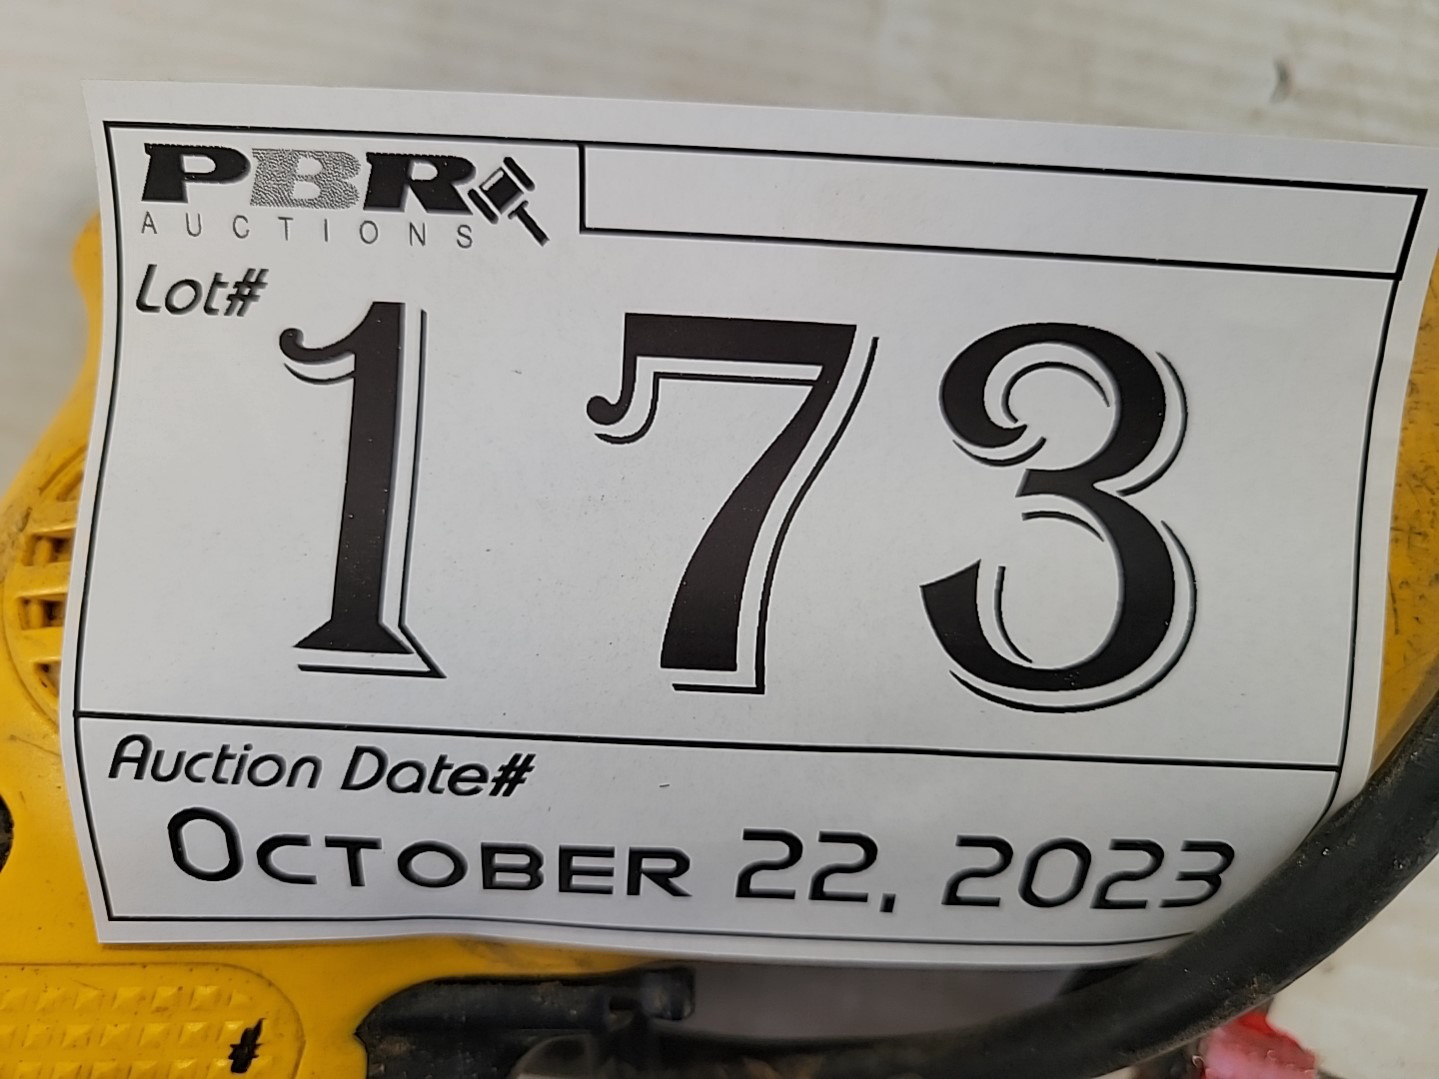 PBR
AUCTIONS
Lot#
173
Auction Date#
October 22, 2023
#